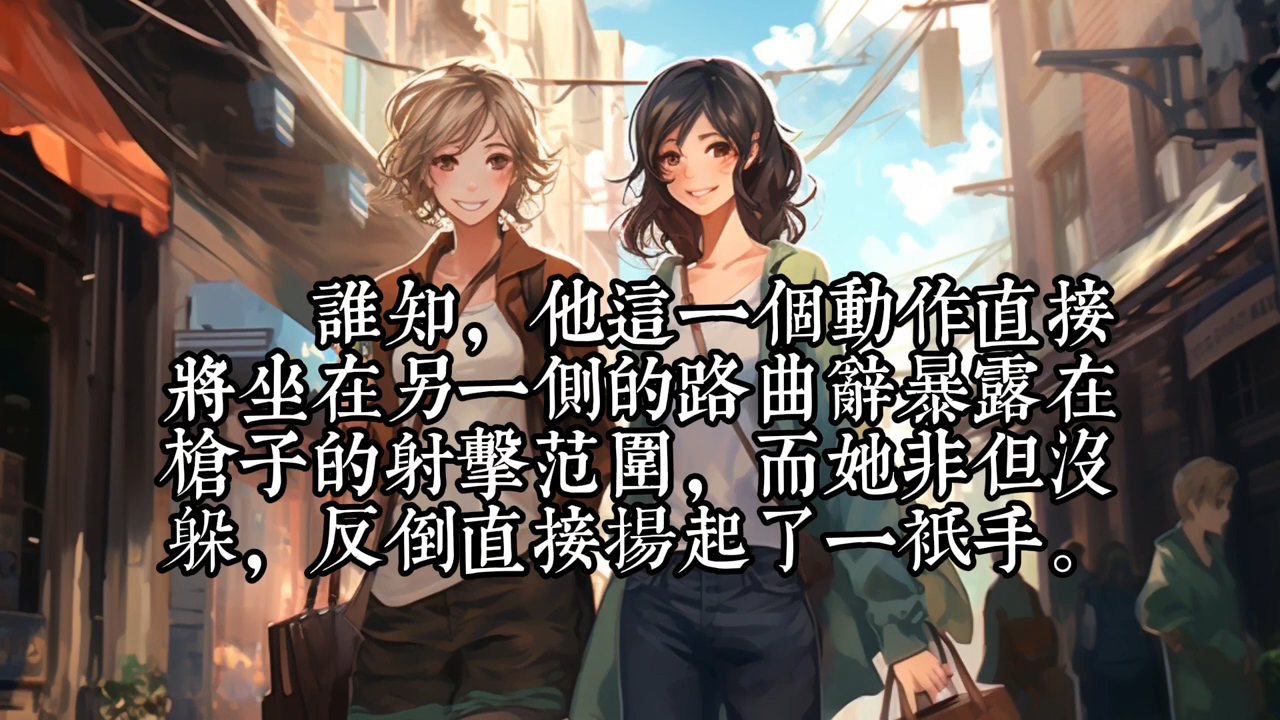 誰知，他這一個動作直接
將坐在另一側的路曲辭暴露在
槍子的射擊范圍，而她非但沒
躲，反倒直接揚起了一祇手。